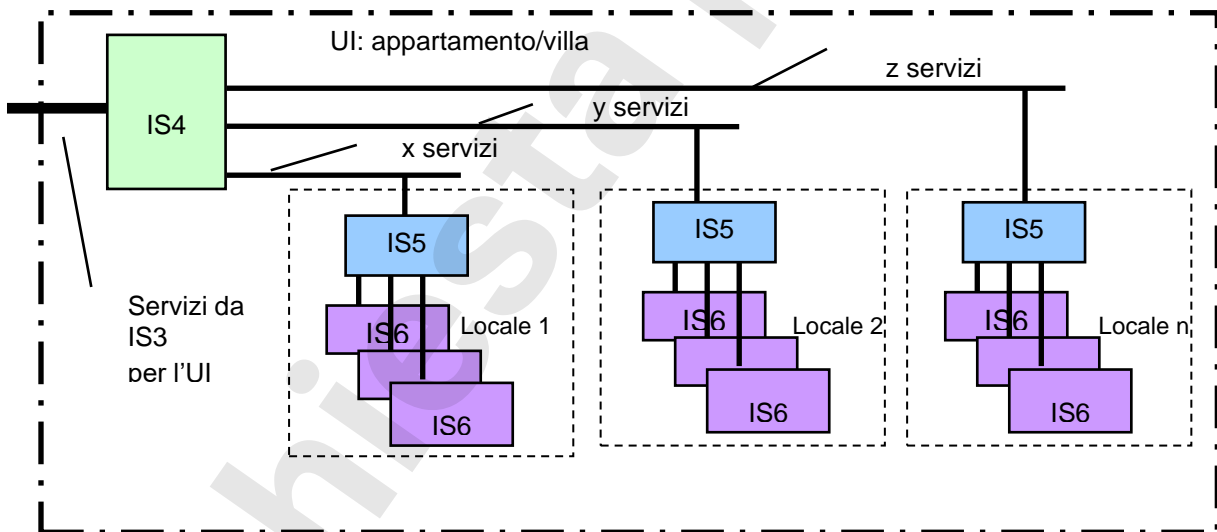 UI: appartamento/villa
z servizi
IS4
y servizi
x servizi
IS5
IS5
IS5
Servizi da
IS3
per l'UI
IS6
Locale 1
IS6
Locale 2
IS6
Locale n
IS6
IS6
IS6
hiesta